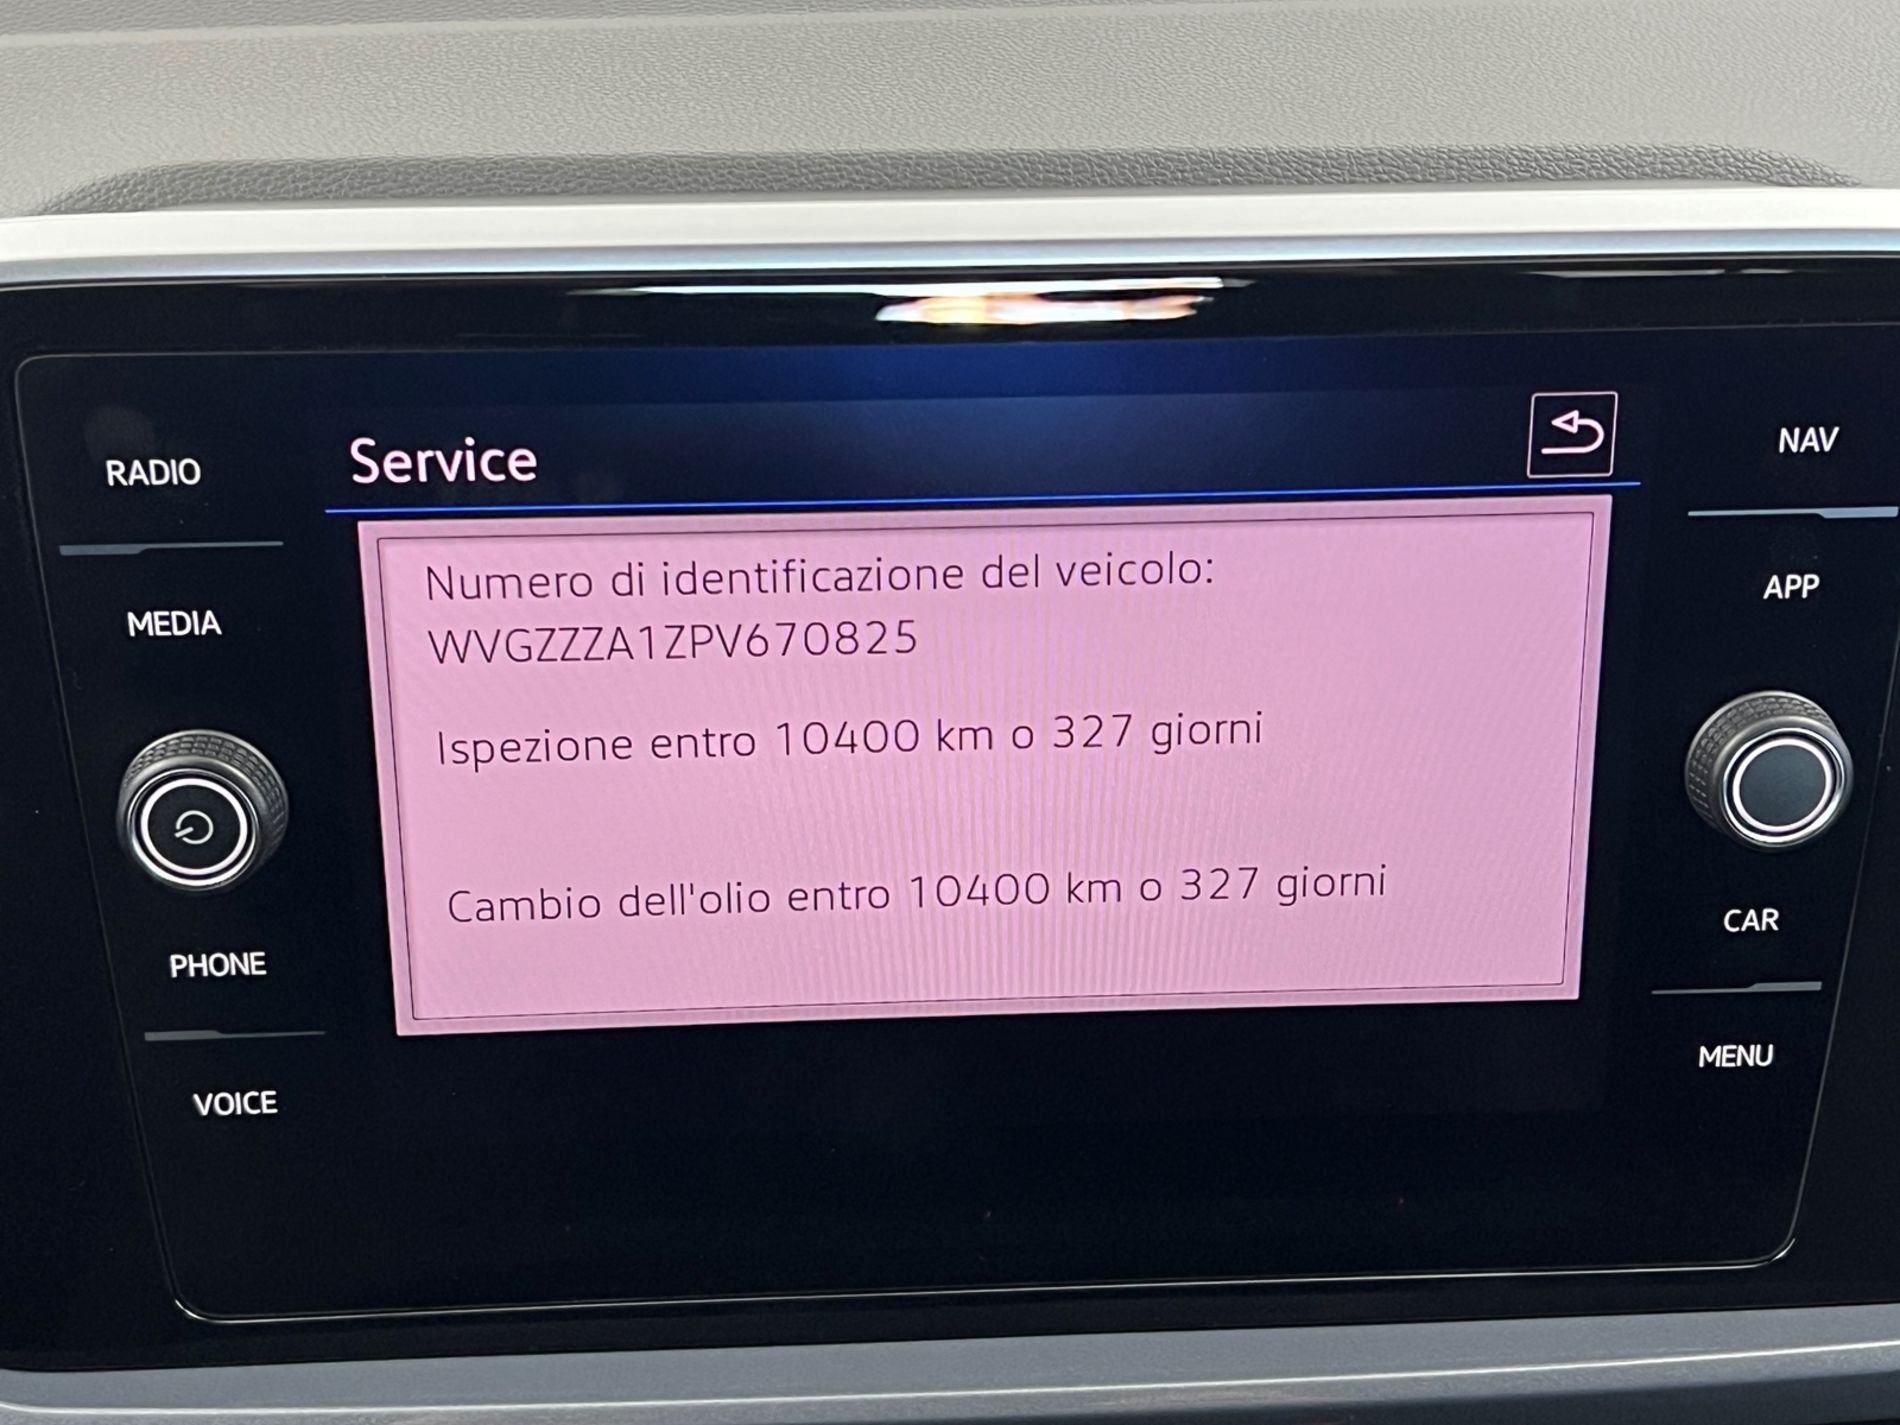 Service
Numero di identificazione del veicolo:
WVGZZZA1ZPV670825
Ispezione entro 10400 km o 327 giorni
Cambio dell'olio entro 10400 km o 327 giorni
RADIO
MEDIA
PHONE
VOICE
NAV
APP
CAR
MENU